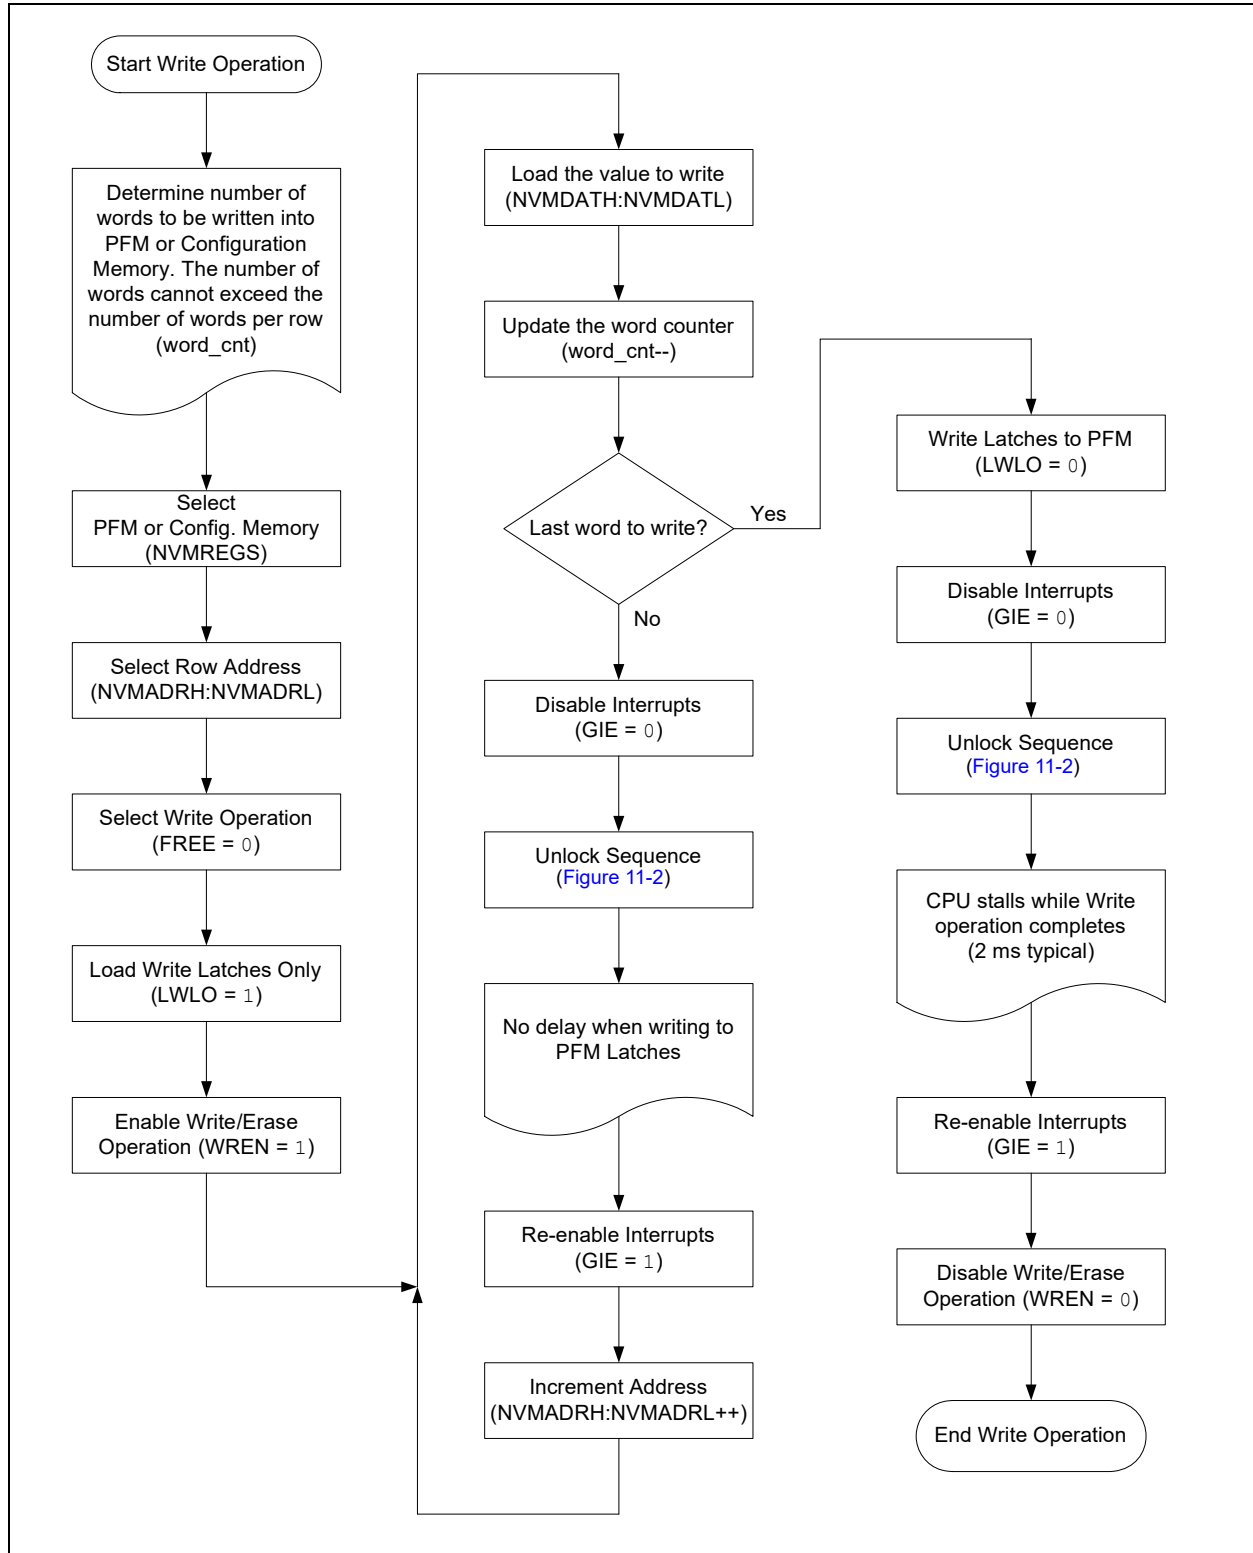 Start Write Operation
Determine number of
words to be written into
PFM or Configuration
Memory. The number of
words cannot exceed the
number of words per row
(word_cnt)
Select
PFM or Config. Memory
(NVMREGS)
Select Row Address
(NVMADRH:NVMADRL)
Select Write Operation
(FREE = 0)
Load Write Latches Only
(LWLO = 1)
Enable Write/Erase
Operation (WREN = 1)
Load the value to write
(NVMDATH:NVMDATL)
Update the word counter
(word_cnt--)
Last word to write?
Yes
No
Disable Interrupts
(GIE = 0)
Unlock Sequence
(Figure 11-2)
No delay when writing to
PFM Latches
Re-enable Interrupts
(GIE = 1)
Increment Address
(NVMADRH:NVMADRL++)
Write Latches to PFM
(LWLO = 0)
Disable Interrupts
(GIE = 0)
Unlock Sequence
(Figure 11-2)
CPU stalls while Write
operation completes
(2 ms typical)
Re-enable Interrupts
(GIE = 1)
Disable Write/Erase
Operation (WREN = 0)
End Write Operation